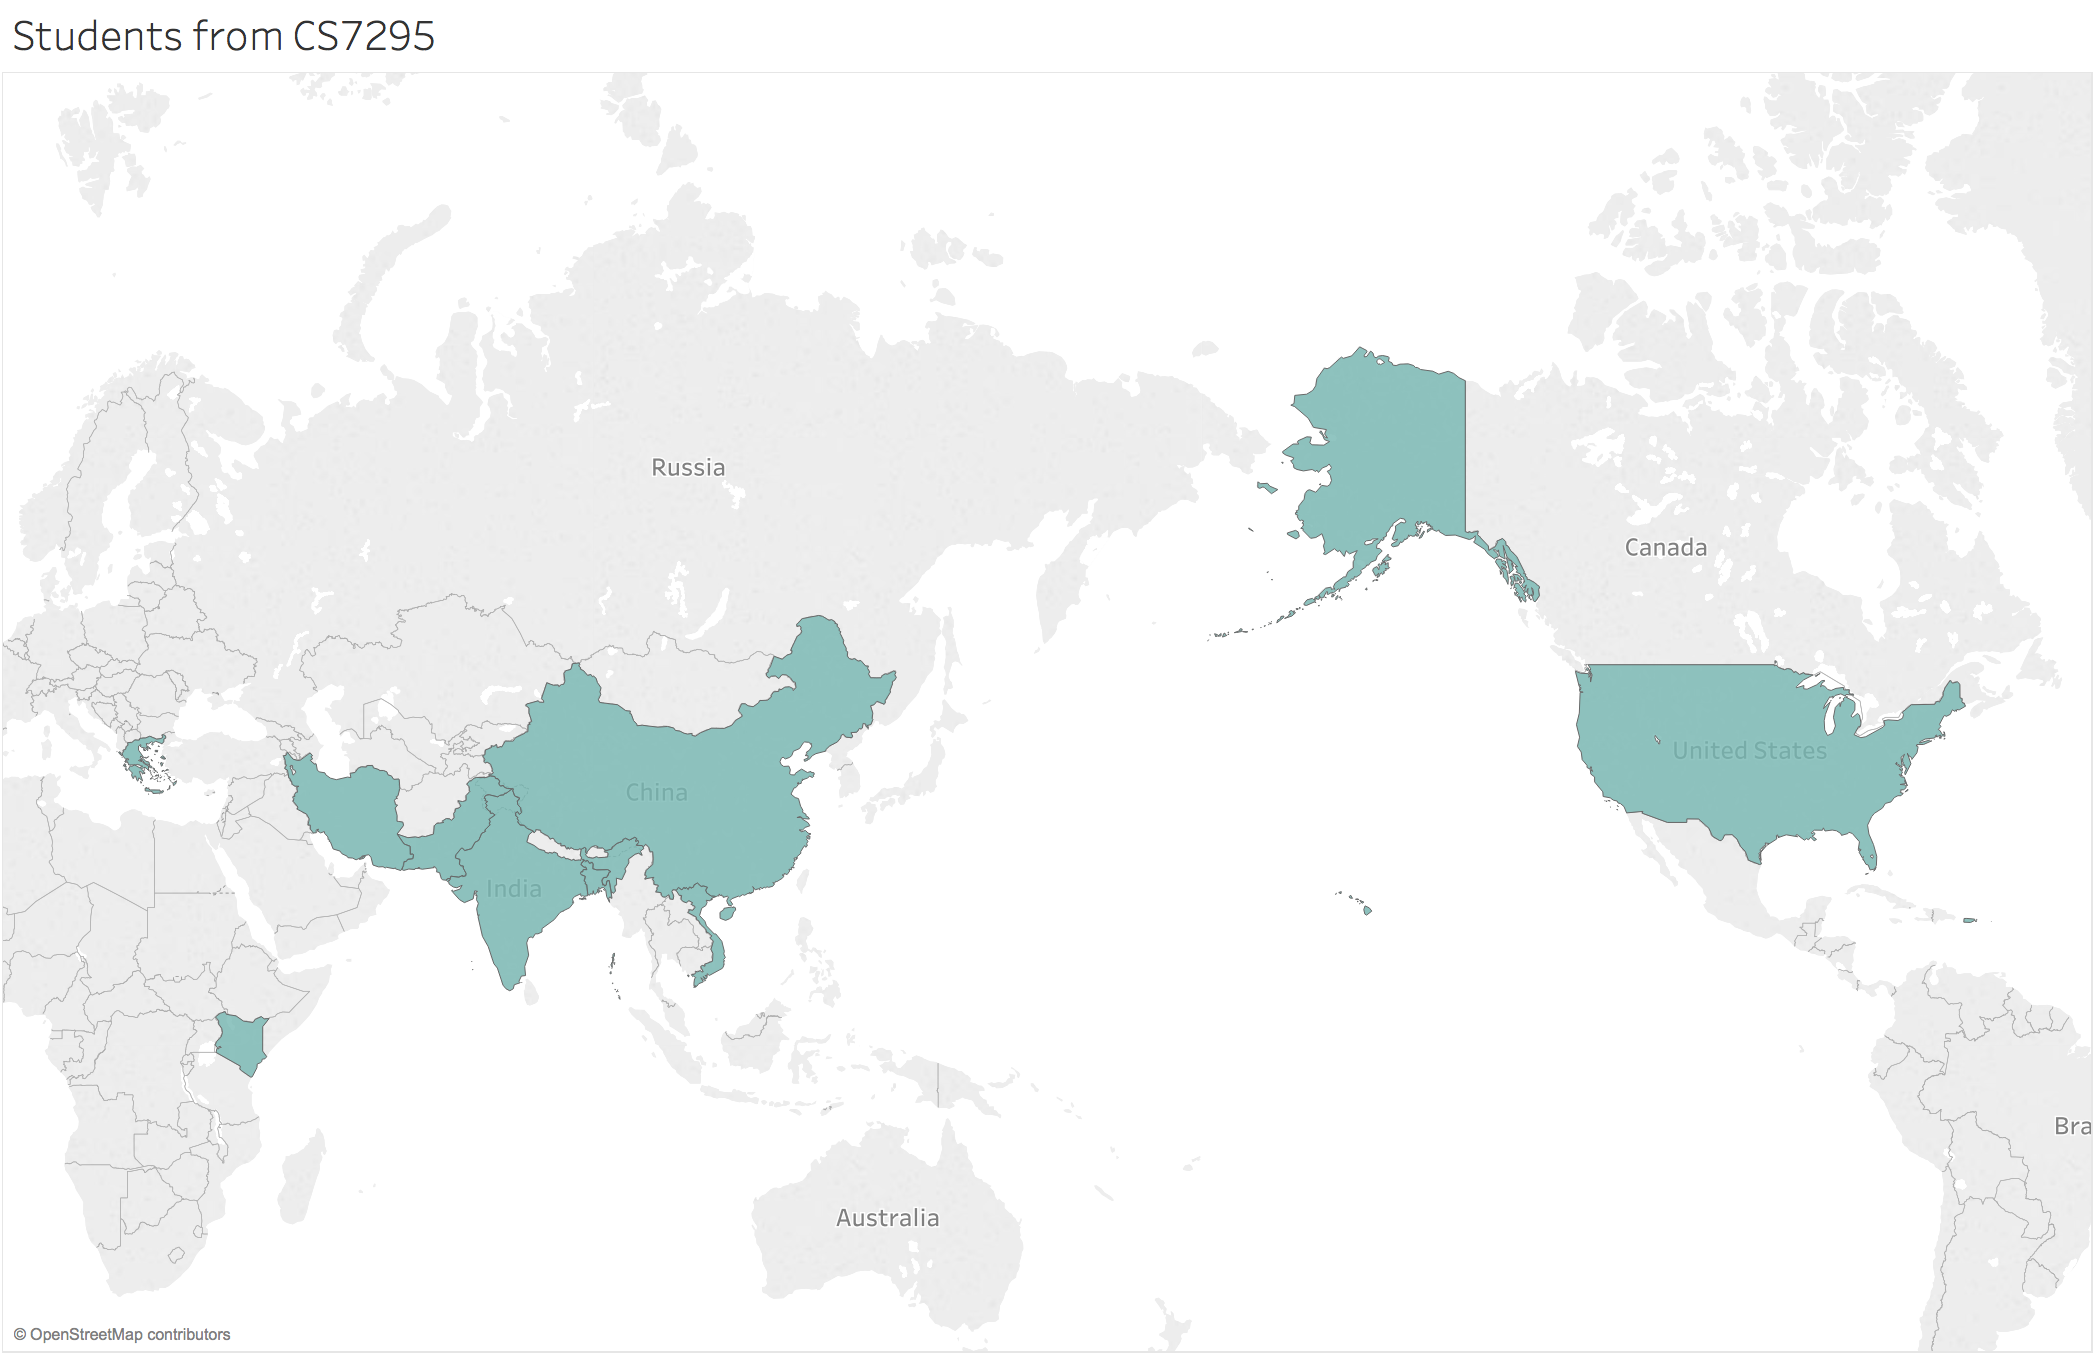 Students from CS7295
Russia
Canada
United States
China
India
Bra
Australia
© OpenStreetMap contributors